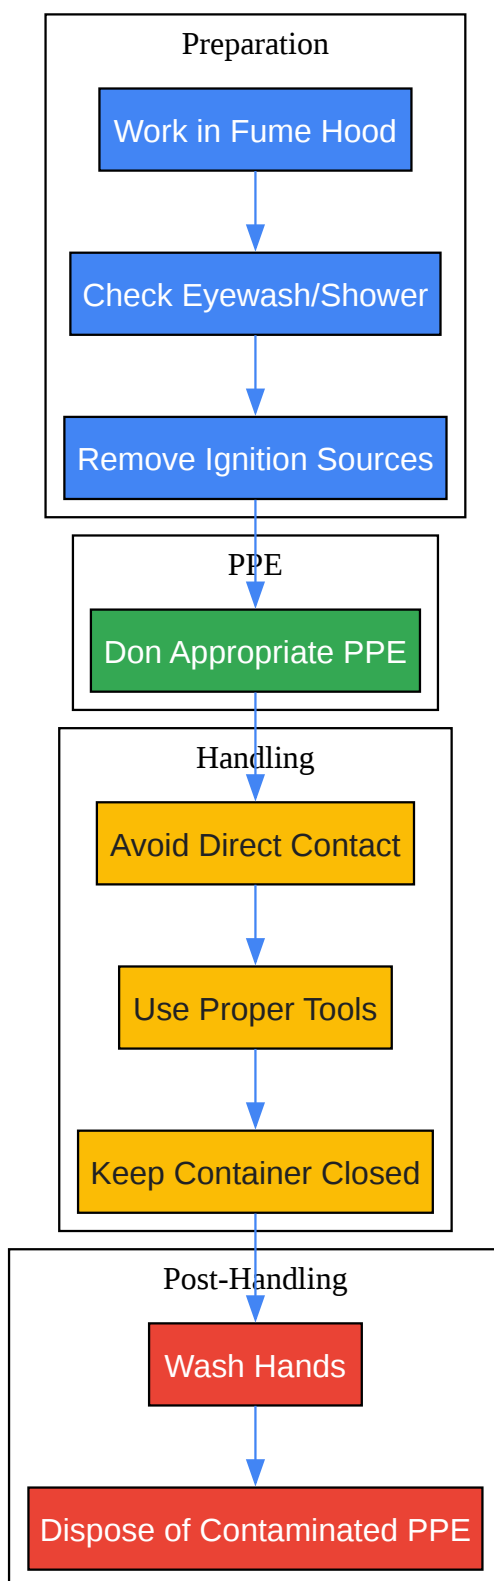 Preparation
Work in Fume Hood
Check Eyewash/Shower
Remove Ignition Sources
PPE
Don Appropriate PPE
Handling
Avoid Direct Contact
Use Proper Tools
Keep Container Closed
Post-Handling
Wash Hands
Dispose of Contaminated PPE